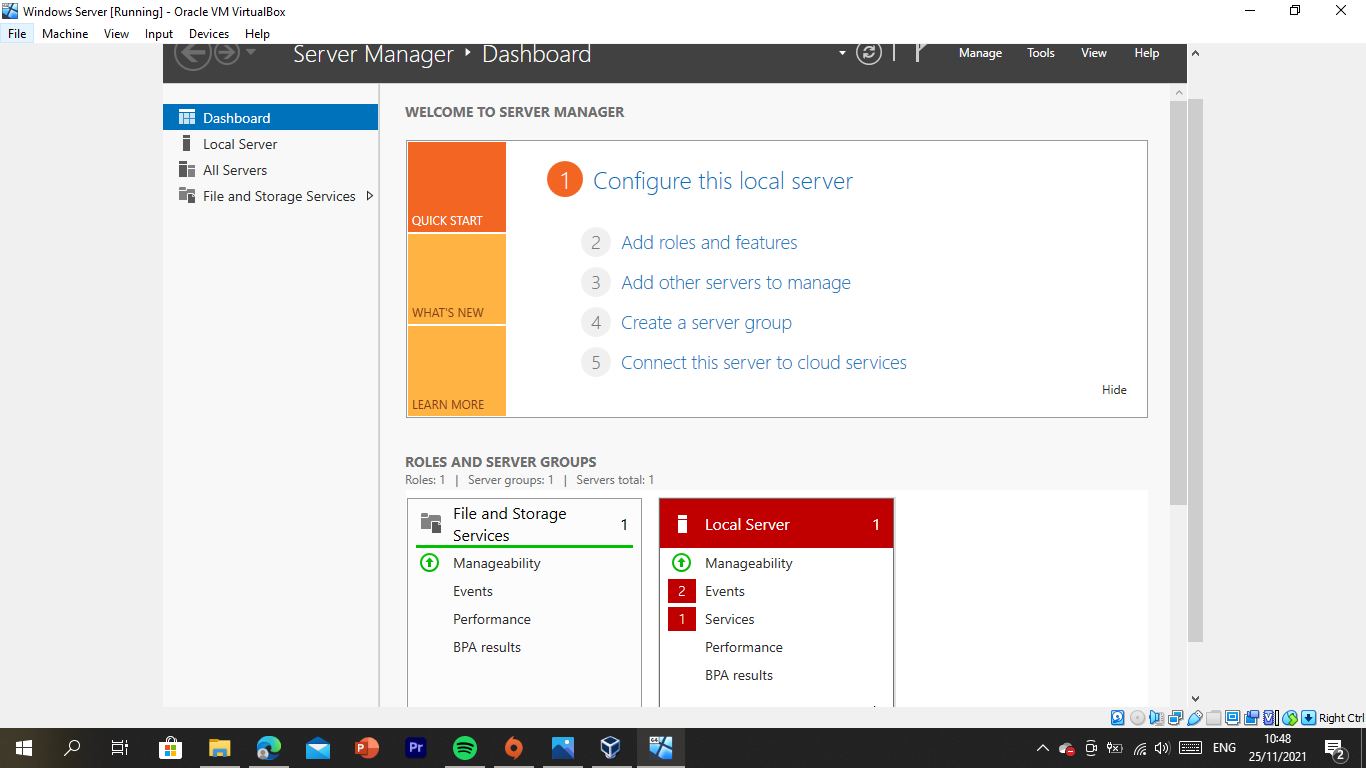 Windows Server [Running] - Oracle VM VirtualBox
File Machine View Input Devices Help
Server Manager Dashboard
Manage Tools View Help
Dashboard
Local Server
All Servers
File and Storage Services
WELCOME TO SERVER MANAGER
QUICK START
WHAT'S NEW
LEARN MORE
1 Configure this local server
2 Add roles and features
3 Add other servers to manage
4 Create a server group
5 Connect this server to cloud services
Hide
ROLES AND SERVER GROUPS
Roles: 1 | Server groups: 1 | Servers total: 1
File and Storage
Services 1
Manageability
Events
Performance
BPA results
Local Server 1
Manageability
2 Events
1 Services
Performance
BPA results
Right Ctrl
Pr
64
ENG
10:48
25/11/2021
2